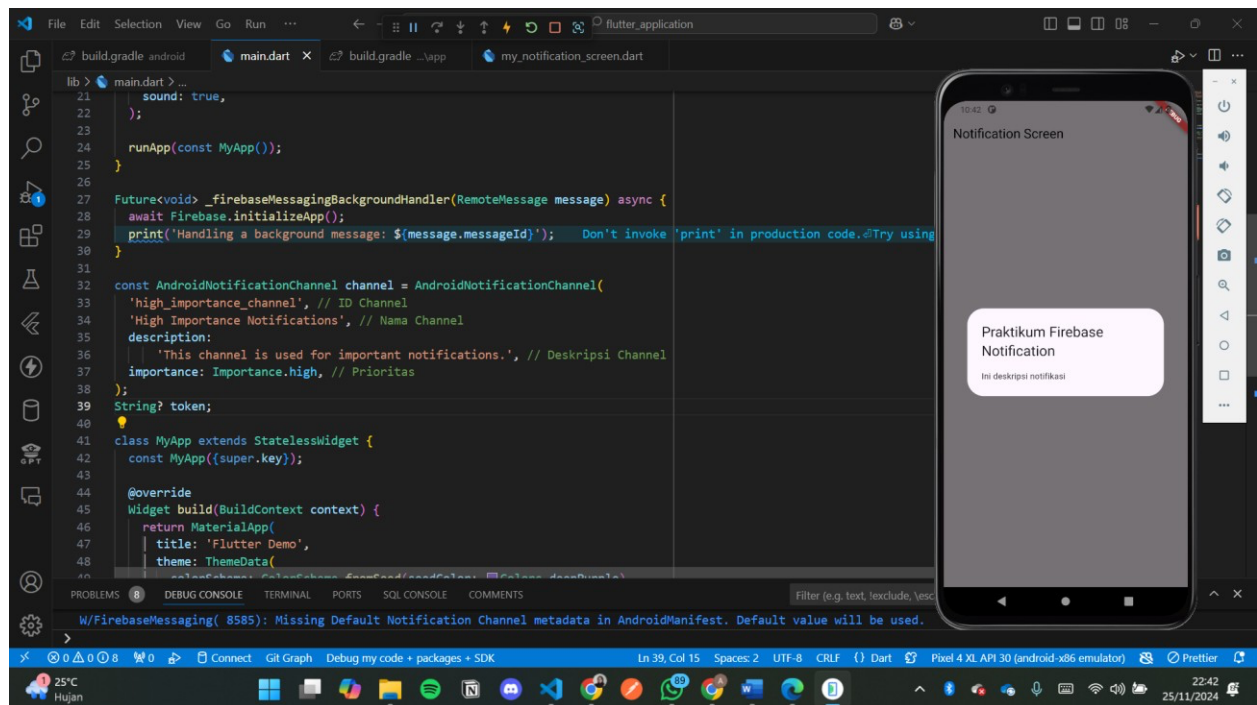 File Edit Selection View Go Run ···
flutter_application
build.gradle android main.dart build.gradle ...\app my_notification_screen.dart
lib > main.dart > ...
21 sound: true,
22 );
23
24 runApp(const MyApp());
25 }
26
27 Future<void> _firebaseMessagingBackgroundHandler(RemoteMessage message) async {
28 await Firebase.initializeApp();
29 print('Handling a background message: ${message.messageId}'); Don't invoke 'print' in production code.⏎Try using
30 }
31
32 const AndroidNotificationChannel channel = AndroidNotificationChannel(
33 'high_importance_channel', // ID Channel
34 'High Importance Notifications', // Nama Channel
35 description:
36 'This channel is used for important notifications.', // Deskripsi Channel
37 importance: Importance.high, // Prioritas
38 );
39 String? token;
40
41 class MyApp extends StatelessWidget {
42 const MyApp({super.key});
43
44 @override
45 Widget build(BuildContext context) {
46 return MaterialApp(
47 title: 'Flutter Demo',
48 theme: ThemeData(
1
GPT
10:42
Notification Screen
Praktikum Firebase
Notification
Ini deskripsi notifikasi
PROBLEMS 8 DEBUG CONSOLE TERMINAL PORTS SQL CONSOLE COMMENTS Filter (e.g. text, !exclude, \esc
W/FirebaseMessaging( 8585): Missing Default Notification Channel metadata in AndroidManifest. Default value will be used.
>
0 0 8 0 Connect Git Graph Debug my code + packages + SDK Ln 39, Col 15 Spaces: 2 UTF-8 CRLF {} Dart Pixel 4 XL API 30 (android-x86 emulator) Prettier
1 25°C
Hujan
89
22:42
25/11/2024